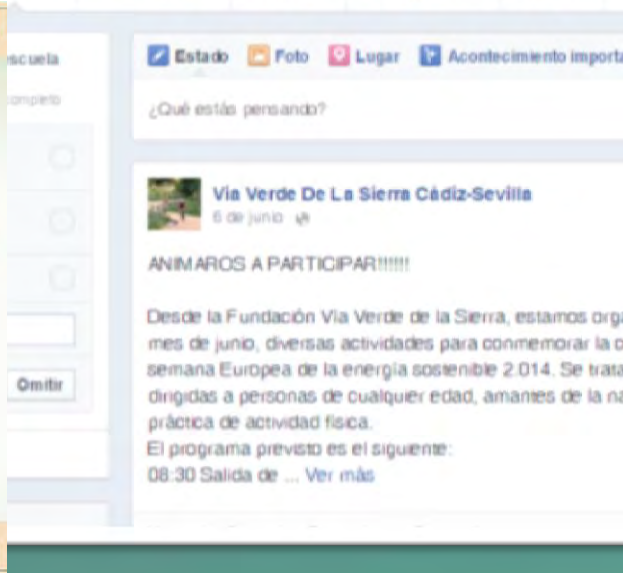 escuela
completo
Omitir
Estado Foto Lugar Acontecimiento importa
¿Qué estás pensando?
Via Verde De La Sierra Cádiz-Sevilla
6 de junio
ANIMAROS A PARTICIPAR!!!!!!
Desde la Fundación Vía Verde de la Sierra, estamos orga
mes de junio, diversas actividades para conmemorar la c
semana Europea de la energía sostenible 2.014. Se trata
dirigidas a personas de cualquier edad, amantes de la na
práctica de actividad física.
El programa previsto es el siguiente:
08:30 Salida de ... Ver más